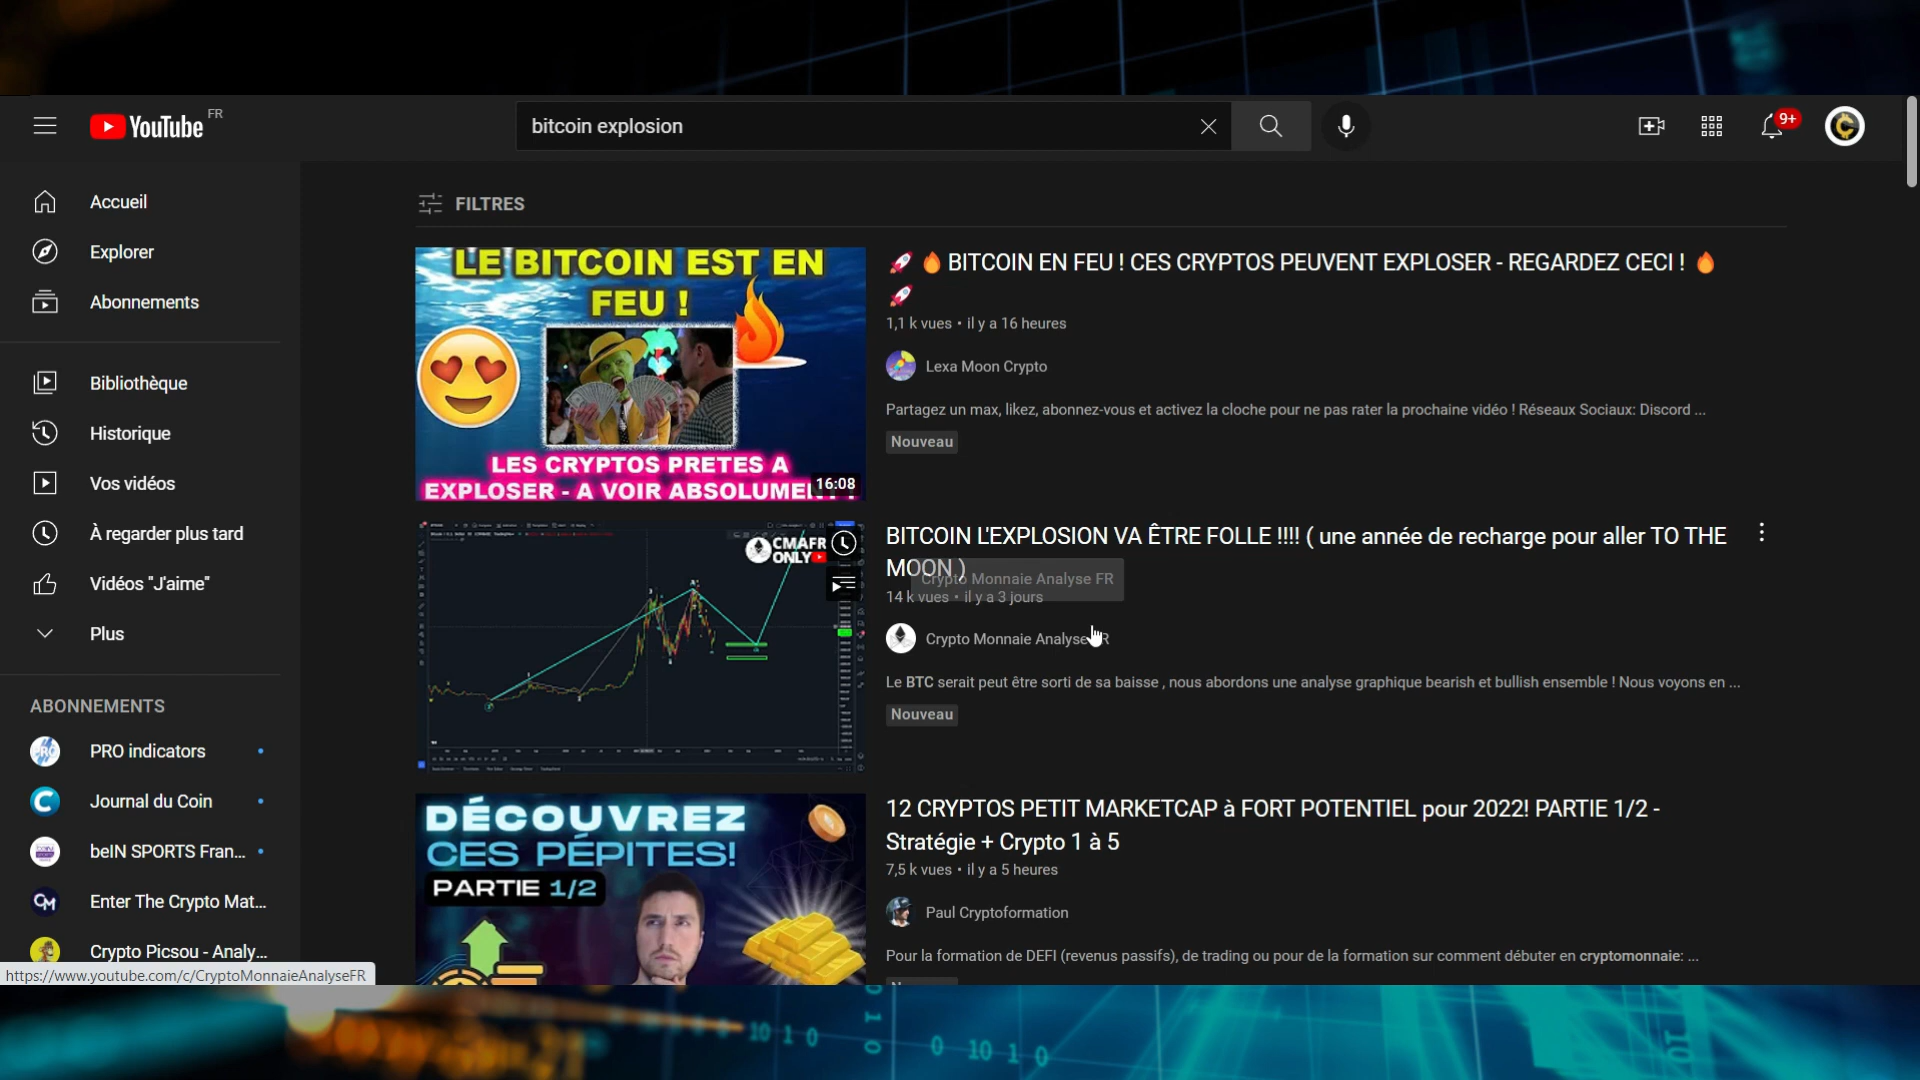 YouTube FR
bitcoin explosion
9+
Accueil
Explorer
Abonnements
Bibliothèque
Historique
Vos vidéos
À regarder plus tard
Vidéos "J'aime"
Plus
ABONNEMENTS
PRO indicators
Journal du Coin
beIN SPORTS Fran...
Enter The Crypto Mat...
Crypto Picsou - Analy...
https://www.youtube.com/c/CryptoMonnaieAnalyseFR
FILTRES
LE BITCOIN EST EN
FEU !
LES CRYPTOS PRETES A
EXPLOSER - A VOIR ABSOLUMENT !
16:08
BITCOIN EN FEU ! CES CRYPTOS PEUVENT EXPLOSER - REGARDEZ CECI !
1,1 k vues • il y a 16 heures
Lexa Moon Crypto
Partagez un max, likez, abonnez-vous et activez la cloche pour ne pas rater la prochaine vidéo ! Réseaux Sociaux: Discord ...
Nouveau
CMAFR
ONLY
BITCOIN L'EXPLOSION VA ÊTRE FOLLE !!!! ( une année de recharge pour aller TO THE
MOON )
Crypto Monnaie Analyse FR
14 k vues • il y a 3 jours
Crypto Monnaie Analyse FR
Le BTC serait peut être sorti de sa baisse , nous abordons une analyse graphique bearish et bullish ensemble ! Nous voyons en ...
Nouveau
DÉCOUVREZ
CES PÉPITES!
PARTIE 1/2
12 CRYPTOS PETIT MARKETCAP à FORT POTENTIEL pour 2022! PARTIE 1/2 -
Stratégie + Crypto 1 à 5
7,5 k vues • il y a 5 heures
Paul Cryptoformation
Pour la formation de DEFI (revenus passifs), de trading ou pour de la formation sur comment débuter en cryptomonnaie: ...
10 1 0
0 10 1 0